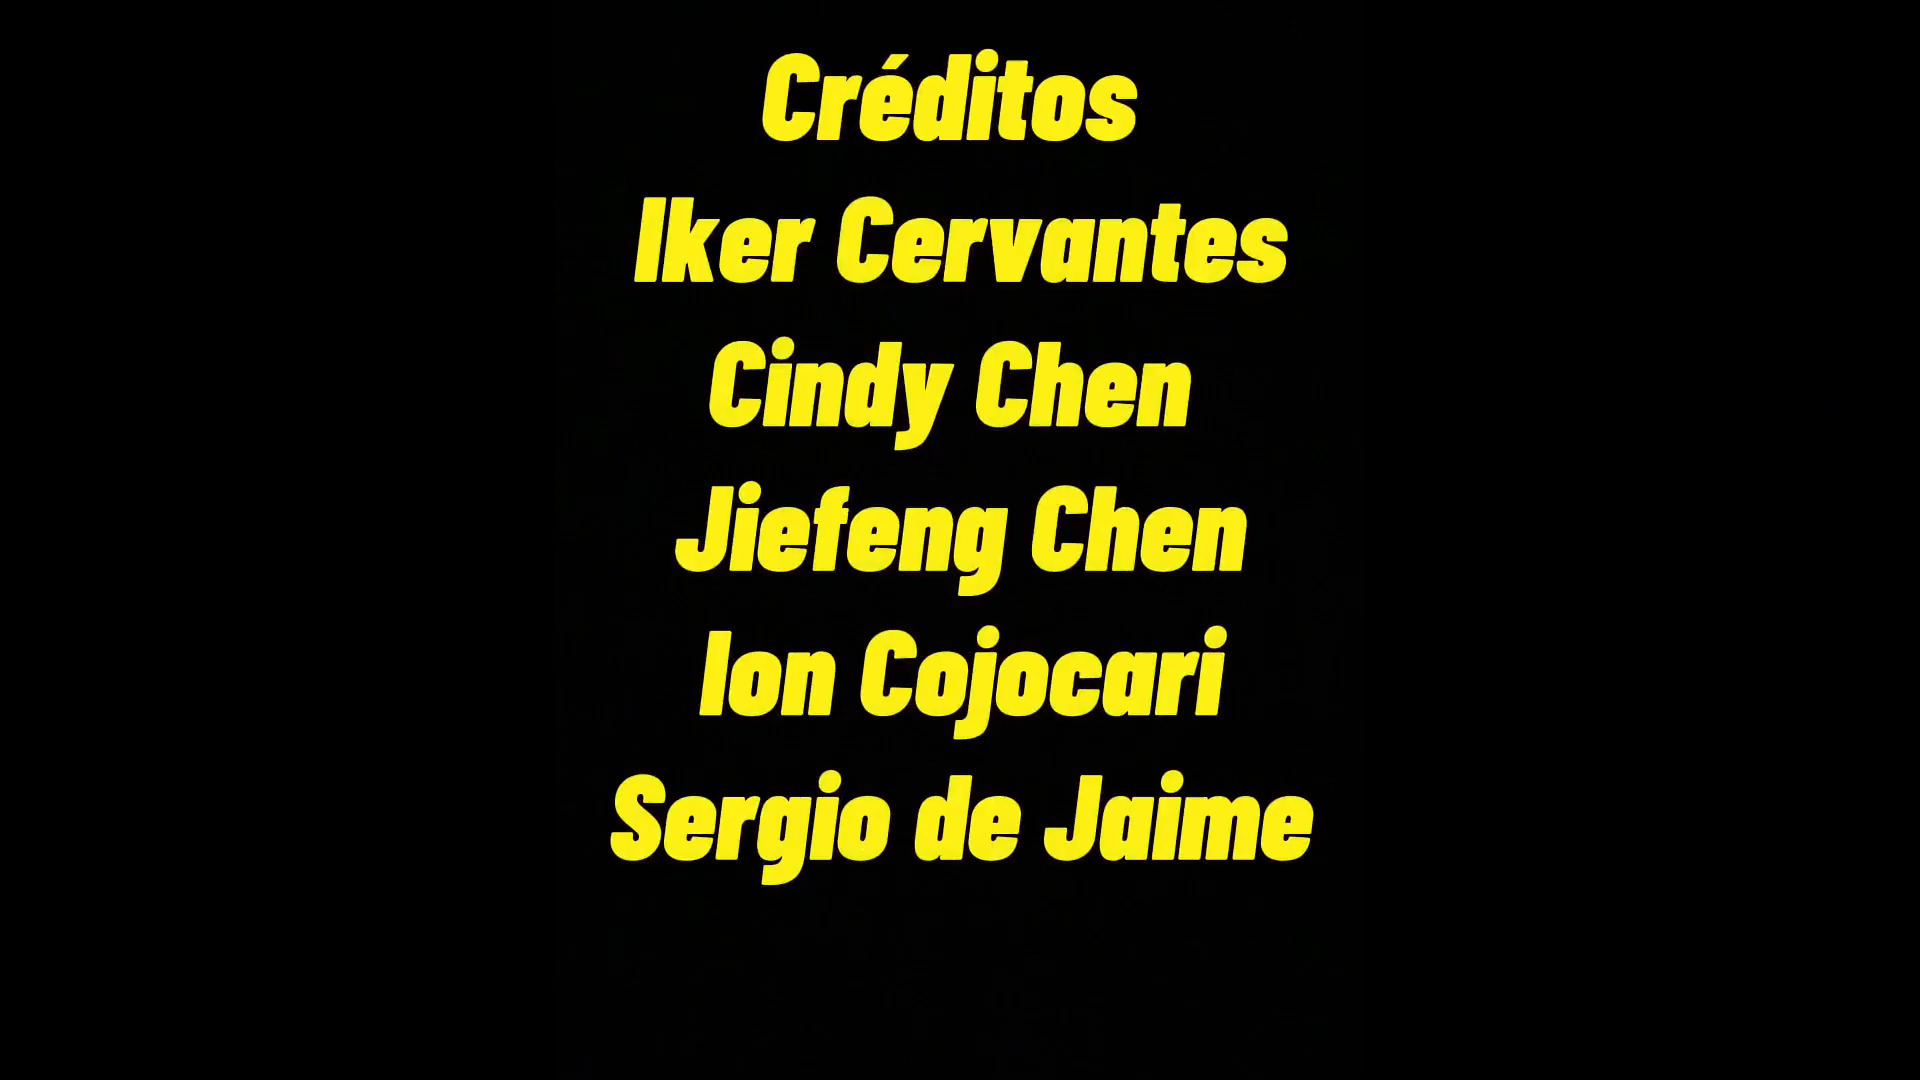 Créditos
Iker Cervantes
Cindy Chen
Jiefeng Chen
Ion Cojocari
Sergio de Jaime